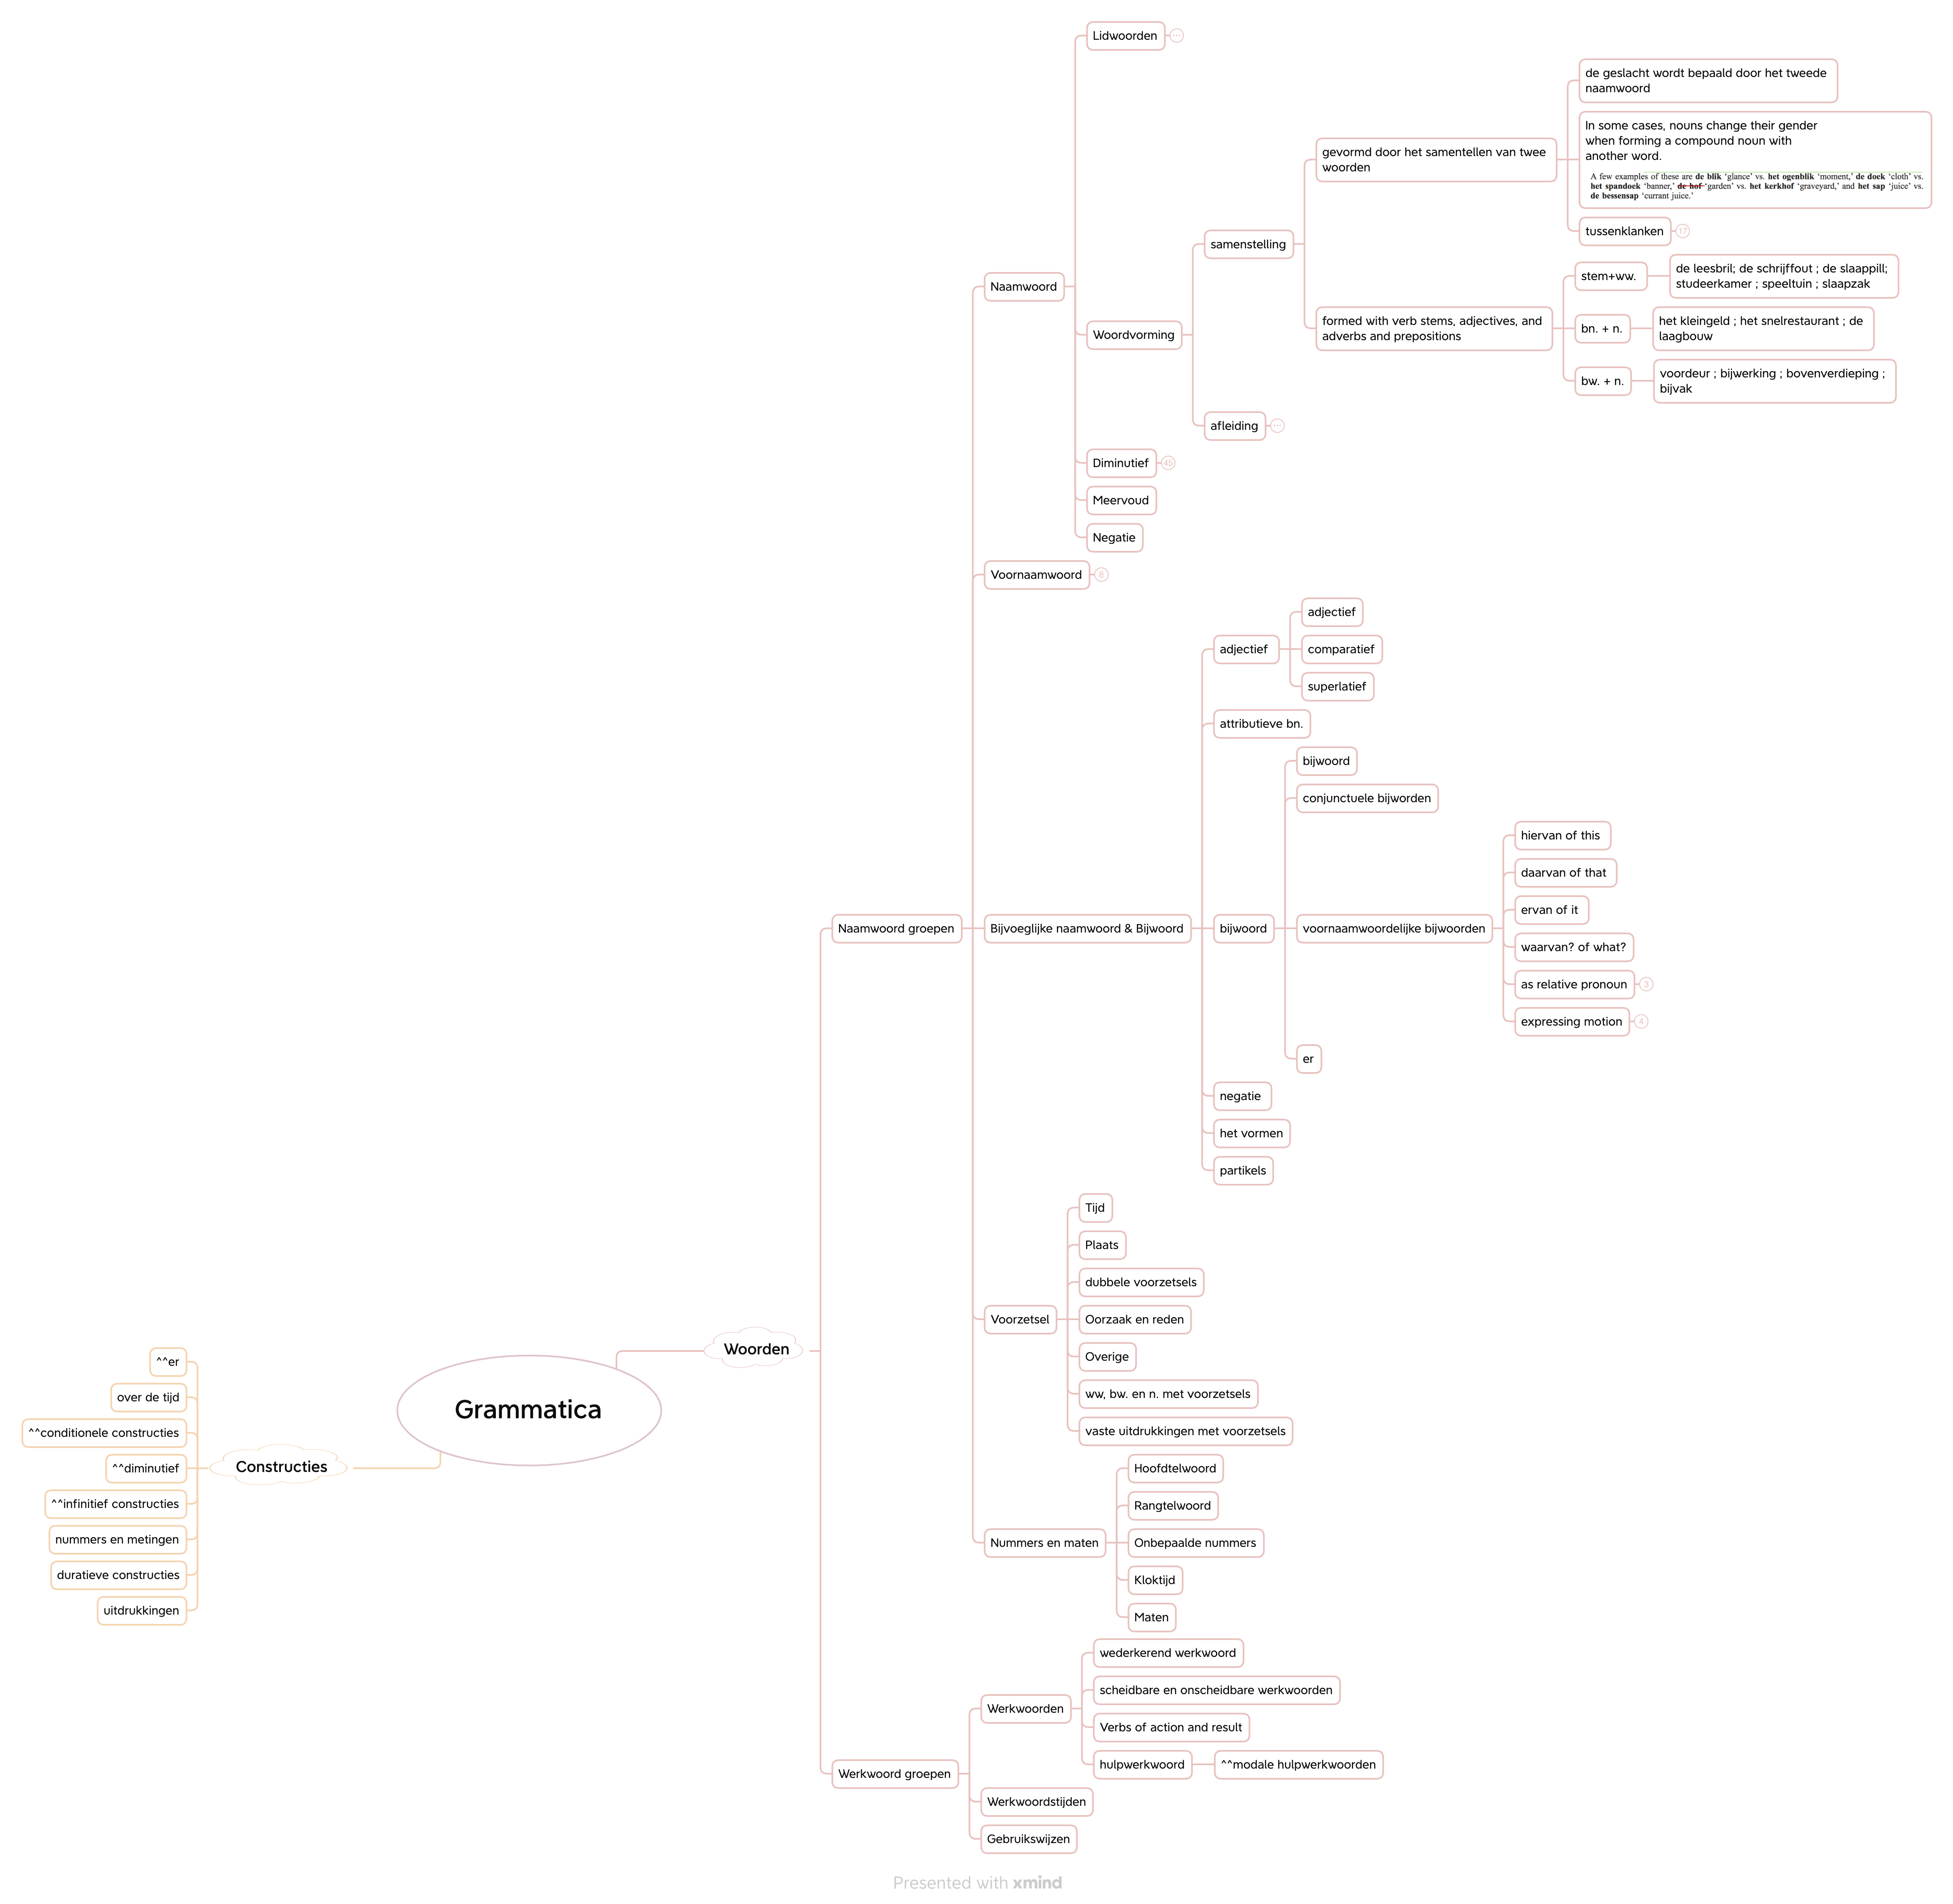 Lidwoorden
de geslacht wordt bepaald door het tweede
naamwoord
In some cases, nouns change their gender
when forming a compound noun with
another word.
A few examples of these are de blik ‘glance’ vs. het ogenblik ‘moment,’ de doek ‘cloth’ vs.
het spandoek ‘banner,’ de hof ‘garden’ vs. het kerkhof ‘graveyard,’ and het sap ‘juice’ vs.
de bessensap ‘currant juice.’
gevormd door het samentellen van twee
woorden
tussenklanken
17
samenstelling
stem+ww.
de leesbril; de schrijffout ; de slaappill;
studeerkamer ; speeltuin ; slaapzak
Naamwoord
formed with verb stems, adjectives, and
adverbs and prepositions
bn. + n.
het kleingeld ; het snelrestaurant ; de
laagbouw
Woordvorming
bw. + n.
voordeur ; bijwerking ; bovenverdieping ;
bijvak
afleiding
Diminutief
45
Meervoud
Negatie
Voornaamwoord
8
adjectief
adjectief
comparatief
superlatief
attributieve bn.
bijwoord
conjunctuele bijworden
hiervan of this
daarvan of that
ervan of it
Naamwoord groepen
Bijvoeglijke naamwoord & Bijwoord
bijwoord
voornaamwoordelijke bijwoorden
waarvan? of what?
as relative pronoun
3
expressing motion
4
er
negatie
het vormen
partikels
Tijd
Plaats
dubbele voorzetsels
Voorzetsel
Oorzaak en reden
Overige
ww, bw. en n. met voorzetsels
vaste uitdrukkingen met voorzetsels
Woorden
Grammatica
^^er
over de tijd
^^conditionele constructies
Constructies
^^diminutief
^^infinitief constructies
nummers en metingen
duratieve constructies
uitdrukkingen
Hoofdtelwoord
Rangtelwoord
Nummers en maten
Onbepaalde nummers
Kloktijd
Maten
wederkerend werkwoord
scheidbare en onscheidbare werkwoorden
Werkwoorden
Verbs of action and result
hulpwerkwoord
^^modale hulpwerkwoorden
Werkwoord groepen
Werkwoordstijden
Gebruikswijzen
Presented with xmind